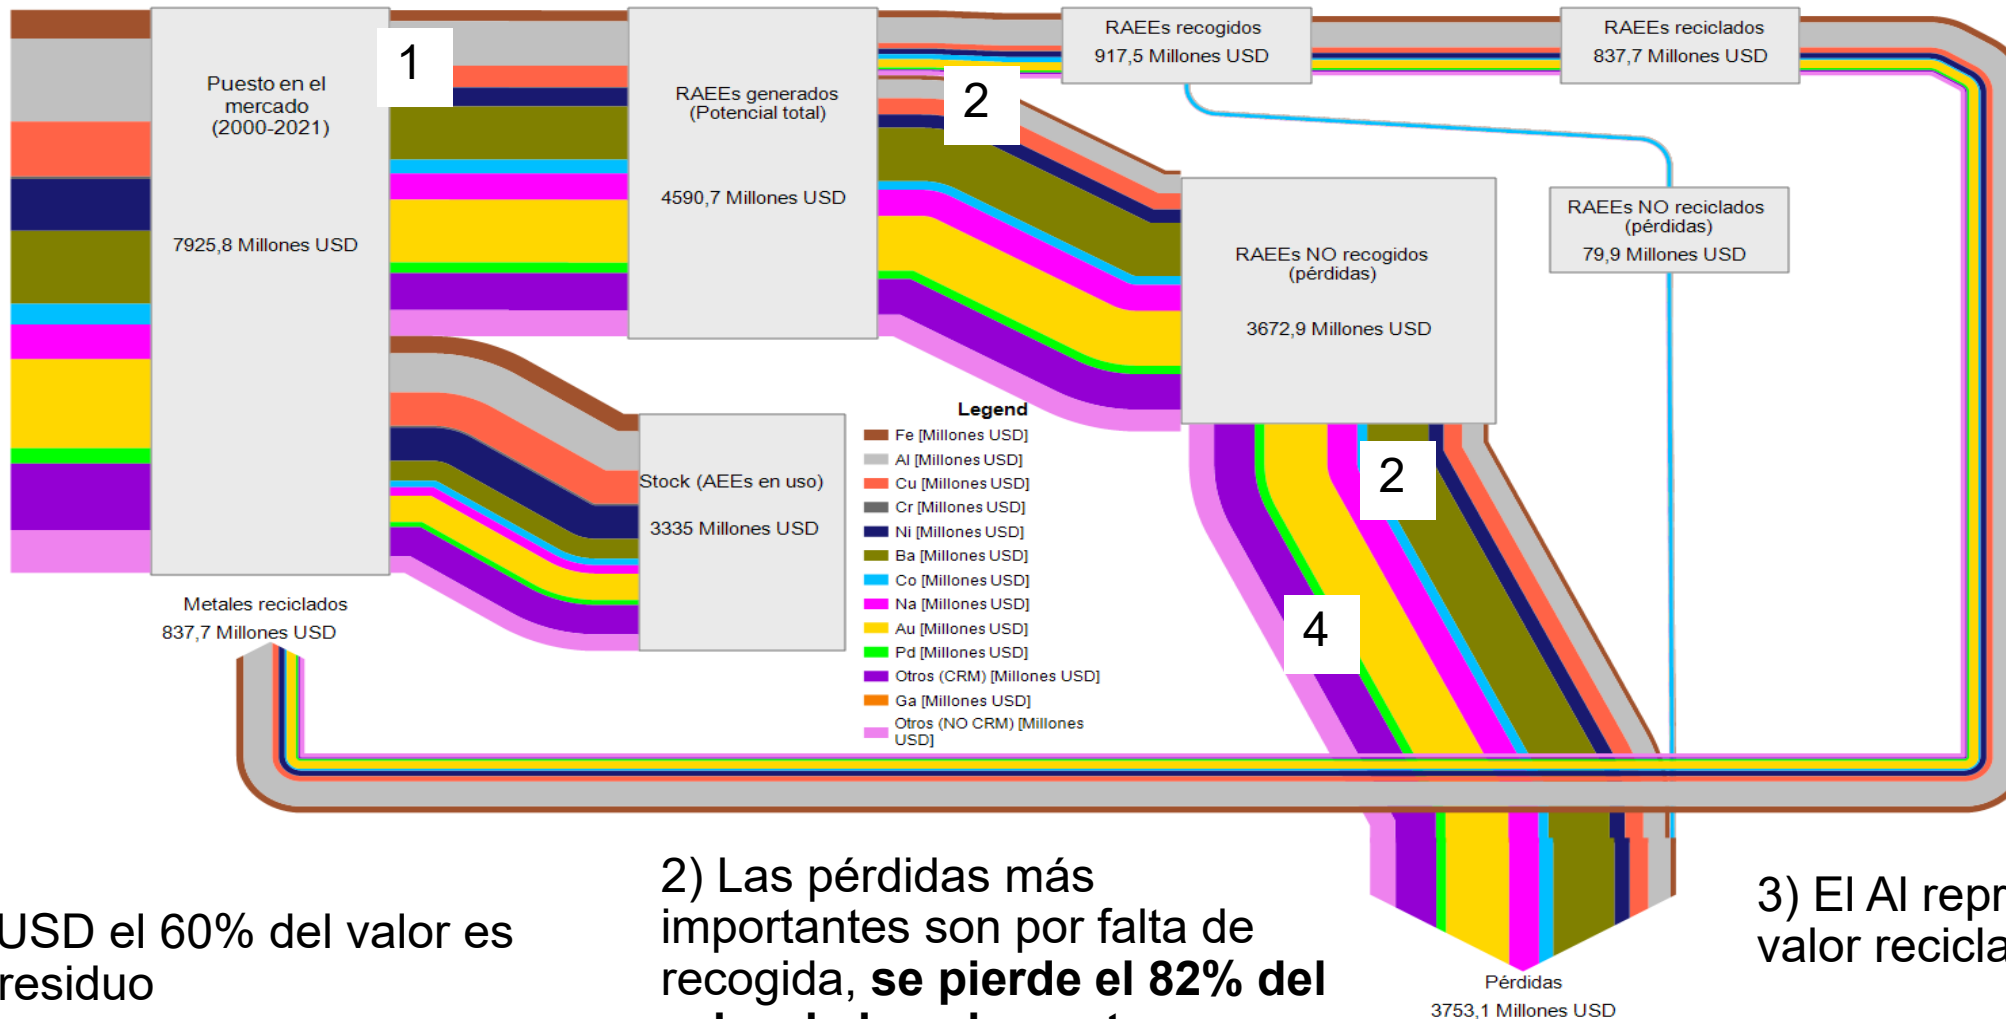 Puesto en el
mercado
(2000-2021)
7925,8 Millones USD
1
RAEEs generados
(Potencial total)
4590,7 Millones USD
2
RAEEs recogidos
917,5 Millones USD
RAEEs reciclados
837,7 Millones USD
RAEEs NO recogidos
(pérdidas)
3672,9 Millones USD
RAEEs NO reciclados
(pérdidas)
79,9 Millones USD
Stock (AEEs en uso)
3335 Millones USD
Legend
Fe [Millones USD]
Al [Millones USD]
Cu [Millones USD]
Cr [Millones USD]
Ni [Millones USD]
Ba [Millones USD]
Co [Millones USD]
Na [Millones USD]
Au [Millones USD]
Pd [Millones USD]
Otros (CRM) [Millones USD]
Ga [Millones USD]
Otros (NO CRM) [Millones
USD]
2
4
Metales reciclados
837,7 Millones USD
USD el 60% del valor es
residuo
2) Las pérdidas más
importantes son por falta de
recogida, se pierde el 82% del
3) El Al
valor
Pérdidas
3753,1 Millones USD